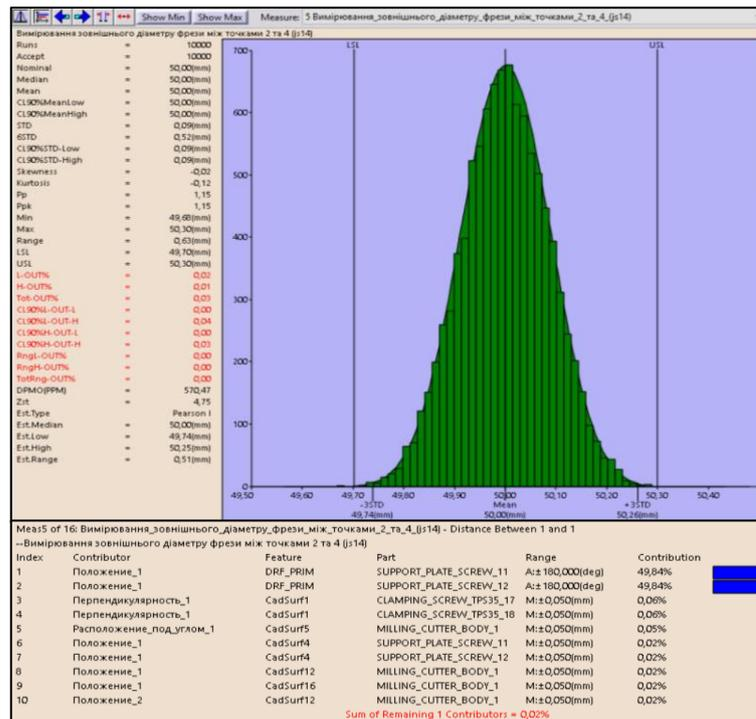 Show Min Show Max Measure: 5 Вимірювання_зовнішнього_діаметру_фрези_між_точками_2_та_4_(js14)
Вимірювання зовнішнього діаметру фрези між точками 2 та 4 (js14)
Runs = 10000
Accept = 10000
Nominal = 50,00(mm)
Median = 50,00(mm)
Mean = 50,00(mm)
CL90%MeanLow = 50,00(mm)
CL90%MeanHigh = 50,00(mm)
STD = 0,09(mm)
6STD = 0,52(mm)
CL90%STD-Low = 0,09(mm)
CL90%STD-High = 0,09(mm)
Skewness = -0,02
Kurtosis = -0,12
Pp = 1,15
Ppk = 1,15
Min = 49,68(mm)
Max = 50,30(mm)
Range = 0,63(mm)
LSL = 49,70(mm)
USL = 50,30(mm)
L-OUT% = 0,02
H-OUT% = 0,01
Tot-OUT% = 0,03
CL90%L-OUT-L = 0,00
CL90%L-OUT-H = 0,04
CL90%H-OUT-L = 0,00
CL90%H-OUT-H = 0,03
RngL-OUT% = 0,00
RngH-OUT% = 0,00
TotRng-OUT% = 0,00
DPMO(PPM) = 570,47
Zst = 4,75
Est.Type = Pearson I
Est.Median = 50,00(mm)
Est.Low = 49,74(mm)
Est.High = 50,25(mm)
Est.Range = 0,51(mm)
LSL USL
700
600
500
400
300
200
100
0
49,50 49,60 49,70 49,80 49,90 50,00 50,10 50,20 50,30 50,40
-3STD Mean +3STD
49,74(mm) 50,00(mm) 50,26(mm)
Meas5 of 16: Вимірювання_зовнішнього_діаметру_фрези_між_точками_2_та_4_(js14) - Distance Between 1 and 1
--Вимірювання зовнішнього діаметру фрези між точками 2 та 4 (js14)
Index Contributor Feature Part Range Contribution
1 Положение_1 DRF_PRIM SUPPORT_PLATE_SCREW_11 A:±180,000(deg) 49,84%
2 Положение_1 DRF_PRIM SUPPORT_PLATE_SCREW_12 A:±180,000(deg) 49,84%
3 Перпендикулярность_1 CadSurf1 CLAMPING_SCREW_TPS35_17 M:±0,050(mm) 0,06%
4 Перпендикулярность_1 CadSurf1 CLAMPING_SCREW_TPS35_18 M:±0,050(mm) 0,06%
5 Расположение_под_углом_1 CadSurf5 MILLING_CUTTER_BODY_1 M:±0,050(mm) 0,05%
6 Положение_1 CadSurf4 SUPPORT_PLATE_SCREW_11 M:±0,050(mm) 0,02%
7 Положение_1 CadSurf4 SUPPORT_PLATE_SCREW_12 M:±0,050(mm) 0,02%
8 Положение_1 CadSurf12 MILLING_CUTTER_BODY_1 M:±0,050(mm) 0,02%
9 Положение_1 CadSurf16 MILLING_CUTTER_BODY_1 M:±0,050(mm) 0,02%
10 Положение_2 CadSurf12 MILLING_CUTTER_BODY_1 M:±0,050(mm) 0,02%
Sum of Remaining 1 Contributors = 0,02%